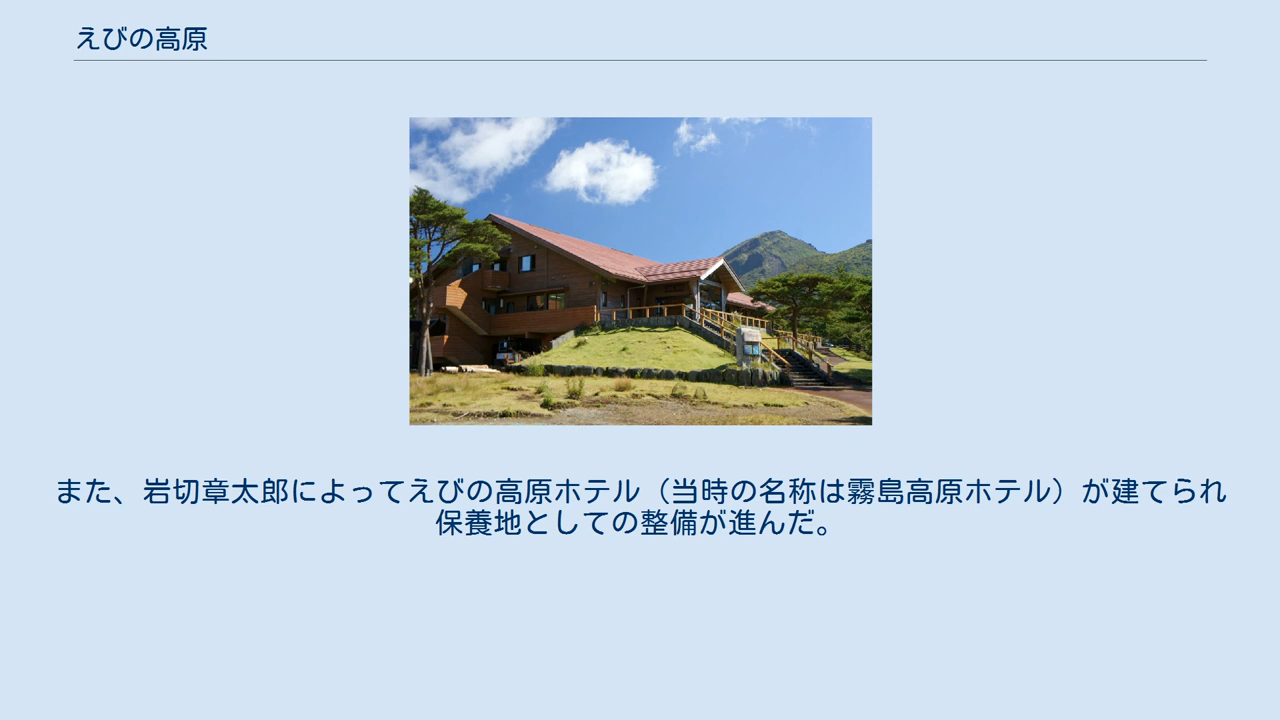 えびの高原
また、岩切章太郎によってえびの高原ホテル（当時の名称は霧島高原ホテル）が建てられ
保養地としての整備が進んだ。